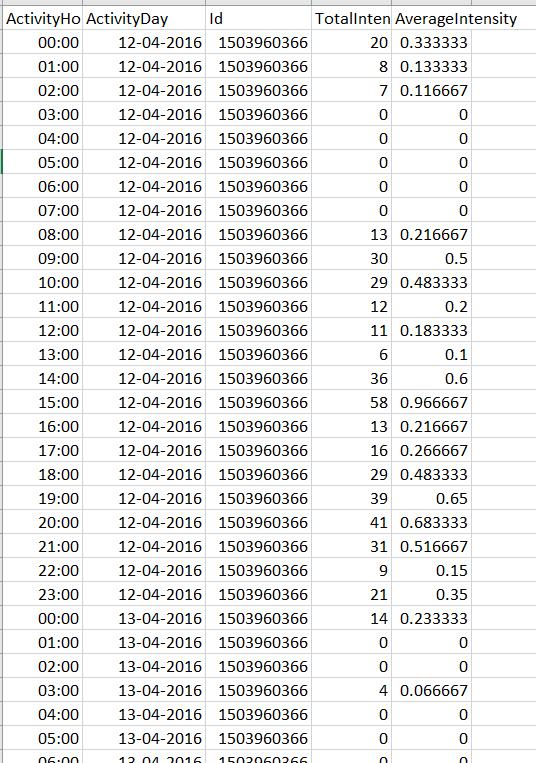 ActivityHo ActivityDay Id TotalInten AverageIntensity
00:00 12-04-2016 1503960366 20 0.333333
01:00 12-04-2016 1503960366 8 0.133333
02:00 12-04-2016 1503960366 7 0.116667
03:00 12-04-2016 1503960366 0 0
04:00 12-04-2016 1503960366 0 0
05:00 12-04-2016 1503960366 0 0
06:00 12-04-2016 1503960366 0 0
07:00 12-04-2016 1503960366 0 0
08:00 12-04-2016 1503960366 13 0.216667
09:00 12-04-2016 1503960366 30 0.5
10:00 12-04-2016 1503960366 29 0.483333
11:00 12-04-2016 1503960366 12 0.2
12:00 12-04-2016 1503960366 11 0.183333
13:00 12-04-2016 1503960366 6 0.1
14:00 12-04-2016 1503960366 36 0.6
15:00 12-04-2016 1503960366 58 0.966667
16:00 12-04-2016 1503960366 13 0.216667
17:00 12-04-2016 1503960366 16 0.266667
18:00 12-04-2016 1503960366 29 0.483333
19:00 12-04-2016 1503960366 39 0.65
20:00 12-04-2016 1503960366 41 0.683333
21:00 12-04-2016 1503960366 31 0.516667
22:00 12-04-2016 1503960366 9 0.15
23:00 12-04-2016 1503960366 21 0.35
00:00 13-04-2016 1503960366 14 0.233333
01:00 13-04-2016 1503960366 0 0
02:00 13-04-2016 1503960366 0 0
03:00 13-04-2016 1503960366 4 0.066667
04:00 13-04-2016 1503960366 0 0
05:00 13-04-2016 1503960366 0 0
06:00 13-04-2016 1503960366 0 0